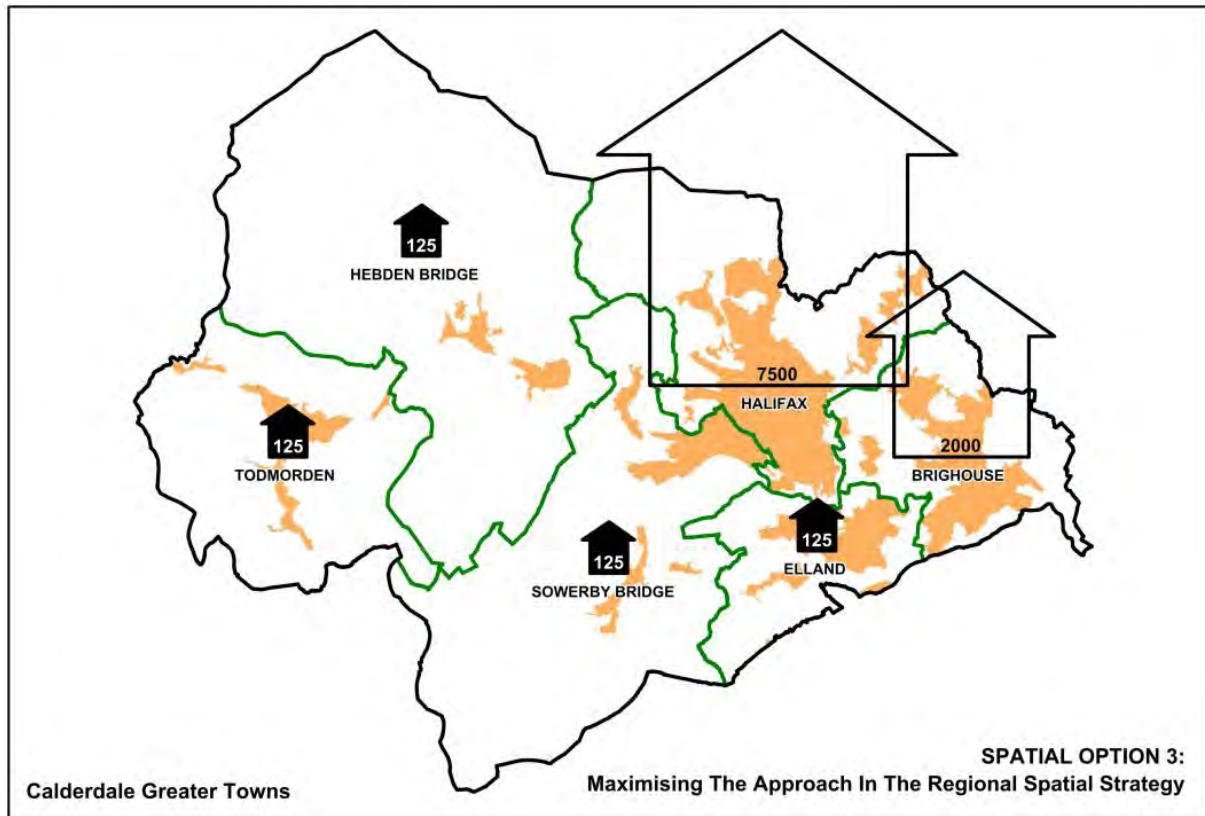 125
HEBDEN BRIDGE
7500
HALIFAX
125
TODMORDEN
2000
BRIGHOUSE
125
SOWERBY BRIDGE
125
ELLAND
SPATIAL OPTION 3:
Maximising The Approach In The Regional Spatial Strategy
Calderdale Greater Towns